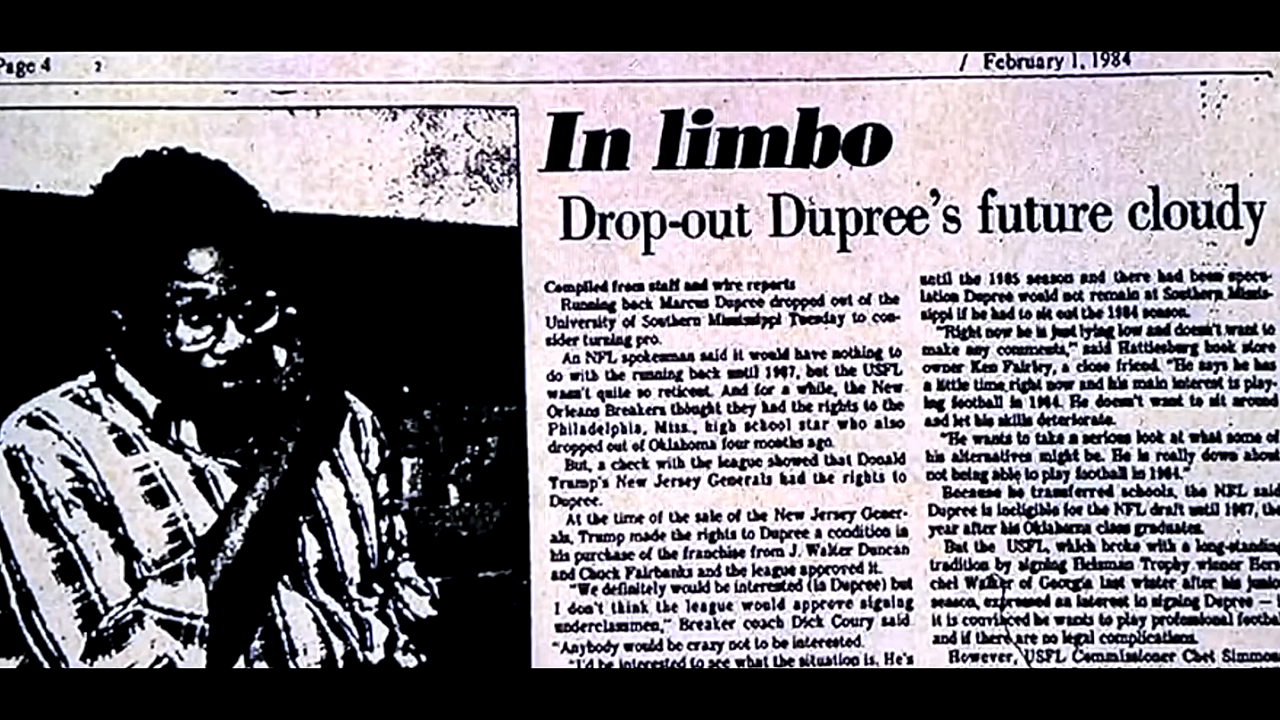 Page 4
2
/ February 1, 1984
In limbo
Drop-out Dupree's future cloudy
Compiled from staff and wire reports
Running back Marcus Dupree dropped out of the
University of Southern Mississippi Tuesday to con-
sider turning pro.
An NFL spokesman said it would have nothing to
do with the running back until 1987, but the USFL
wasn't quite so reticent. And for a while, the New
Orleans Breakers thought they had the rights to the
Philadelphia, Miss., high school star who also
dropped out of Oklahoma four months ago.
But, a check with the league showed that Donald
Trump's New Jersey Generals had the rights to
Dupree.
At the time of the sale of the New Jersey Gener-
als, Trump made the rights to Dupree a condition in
his purchase of the franchise from J. Walter Duncan
and Chuck Fairbanks and the league approved it.
"We definitely would be interested (in Dupree) but
I don't think the league would approve signing
underclassmen," Breaker coach Dick Coury said.
"Anybody would be crazy not to be interested.
"I'd be interested to see what the situation is. He's
until the 1985 season and there had been specu-
lation Dupree would not remain at Southern Missis-
sippi if he had to sit out the 1984 season.
"Right now he is just lying low and doesn't want to
make any comments," said Hattiesburg book store
owner Ken Fairley, a close friend. "He says he has
a little time right now and his main interest is play-
ing football in 1984. He doesn't want to sit around
and let his skills deteriorate.
"He wants to take a serious look at what some of
his alternatives might be. He is really down about
not being able to play football in 1984."
Because he transferred schools, the NFL said
Dupree is ineligible for the NFL draft until 1987, the
year after his Oklahoma class graduates.
But the USFL, which broke with a long-standing
tradition by signing Heisman Trophy winner Hers-
chel Walker of Georgia last winter after his junior
season, expressed an interest in signing Dupree —
it is convinced he wants to play professional football
and if there are no legal complications.
However, USFL Commissioner Chet Simmons